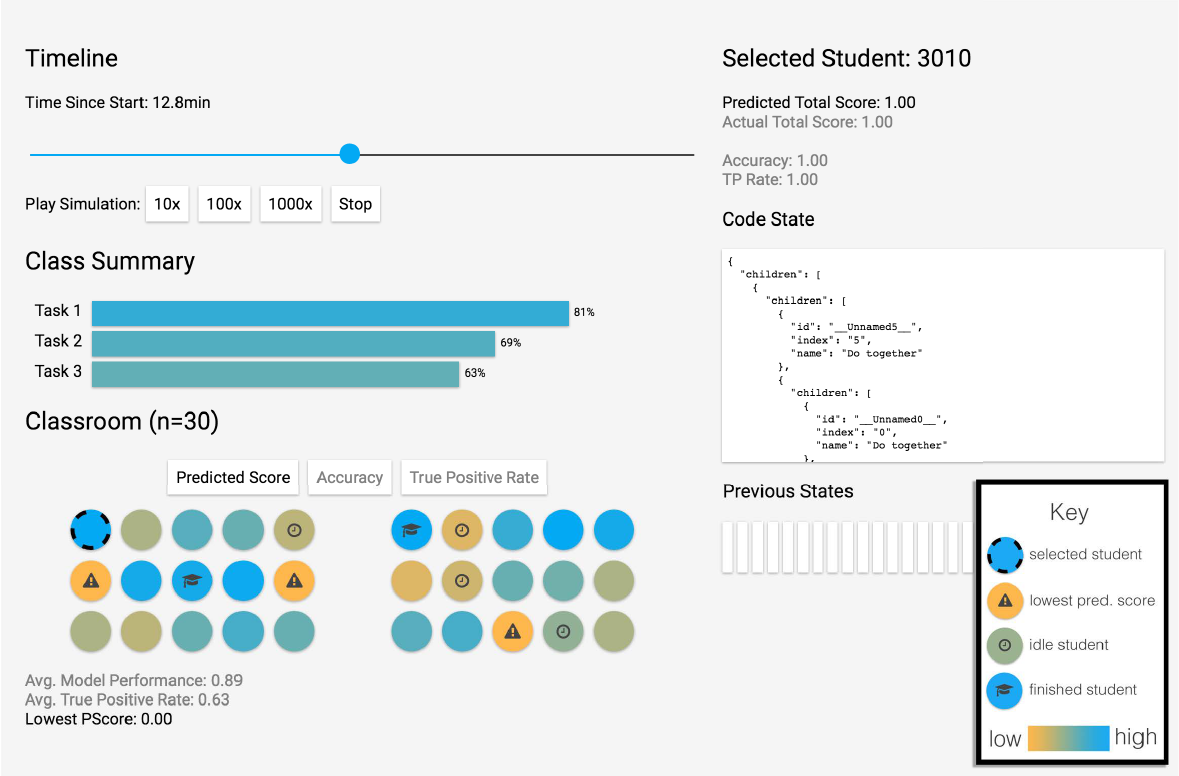 Timeline
Time Since Start: 12.8min
Play Simulation: 10x 100x 1000x Stop
Class Summary
Task 1 81%
Task 2 69%
Task 3 63%
Classroom (n=30)
Predicted Score Accuracy True Positive Rate
Avg. Model Performance: 0.89
Avg. True Positive Rate: 0.63
Lowest PScore: 0.00
Selected Student: 3010
Predicted Total Score: 1.00
Actual Total Score: 1.00
Accuracy: 1.00
TP Rate: 1.00
Code State
{
"children": [
{
"children": [
{
"id": "__Unnamed5__",
"index": "5",
"name": "Do together"
},
{
"children": [
{
"id": "__Unnamed0__",
"index": "0",
"name": "Do together"
},
Previous States
Key
selected student
lowest pred. score
idle student
finished student
low high